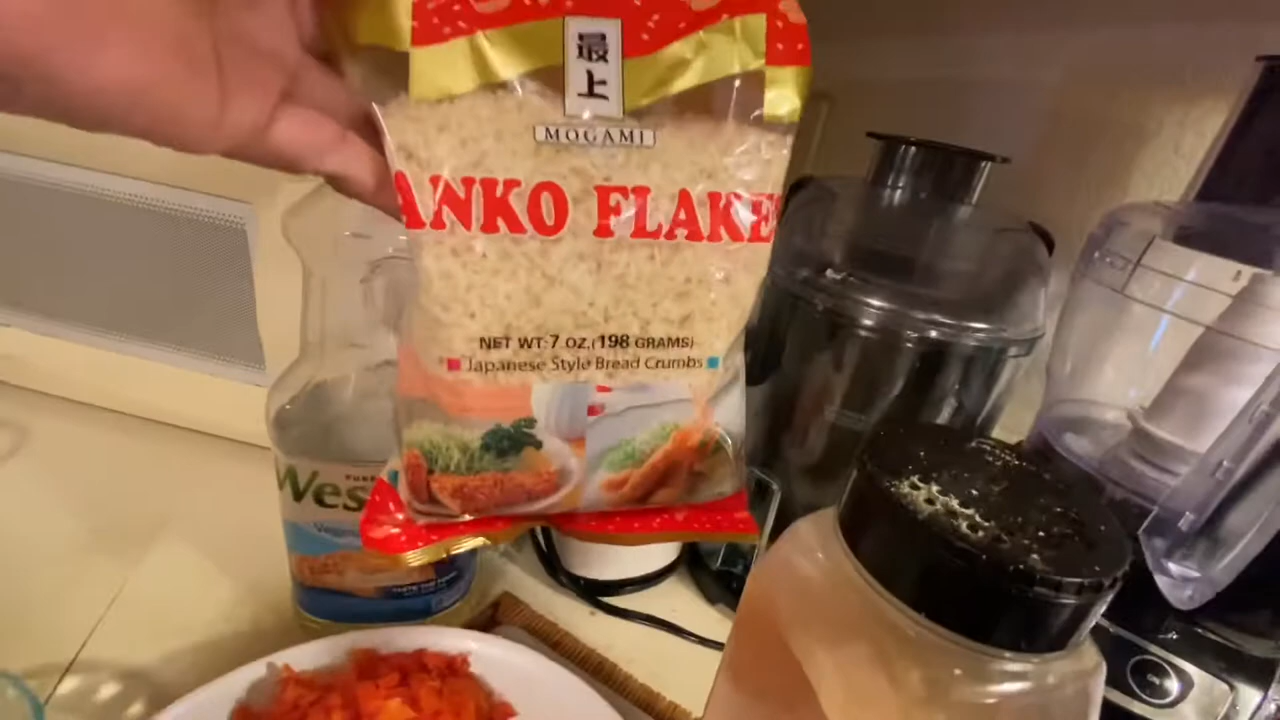 最
上
MOGAMI
ANKO FLAKE
NET WT. 7 OZ. (198 GRAMS)
Japanese Style Bread Crumbs
Wes